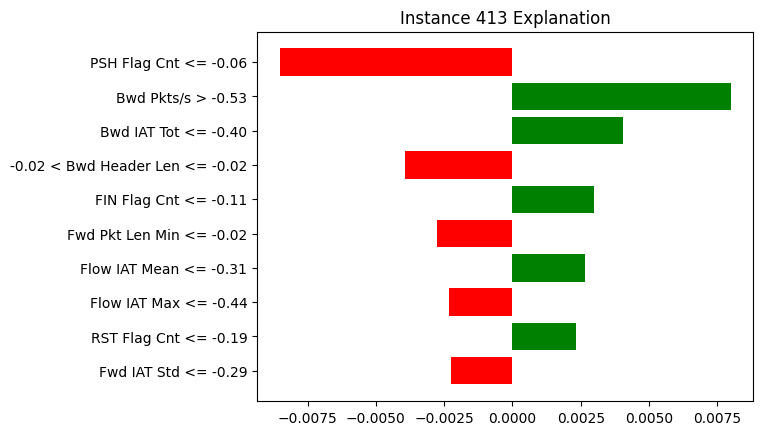 Instance 413 Explanation
PSH Flag Cnt <= -0.06
Bwd Pkts/s > -0.53
Bwd IAT Tot <= -0.40
-0.02 < Bwd Header Len <= -0.02
FIN Flag Cnt <= -0.11
Fwd Pkt Len Min <= -0.02
Flow IAT Mean <= -0.31
Flow IAT Max <= -0.44
RST Flag Cnt <= -0.19
Fwd IAT Std <= -0.29
−0.0075 −0.0050 −0.0025 0.0000 0.0025 0.0050 0.0075